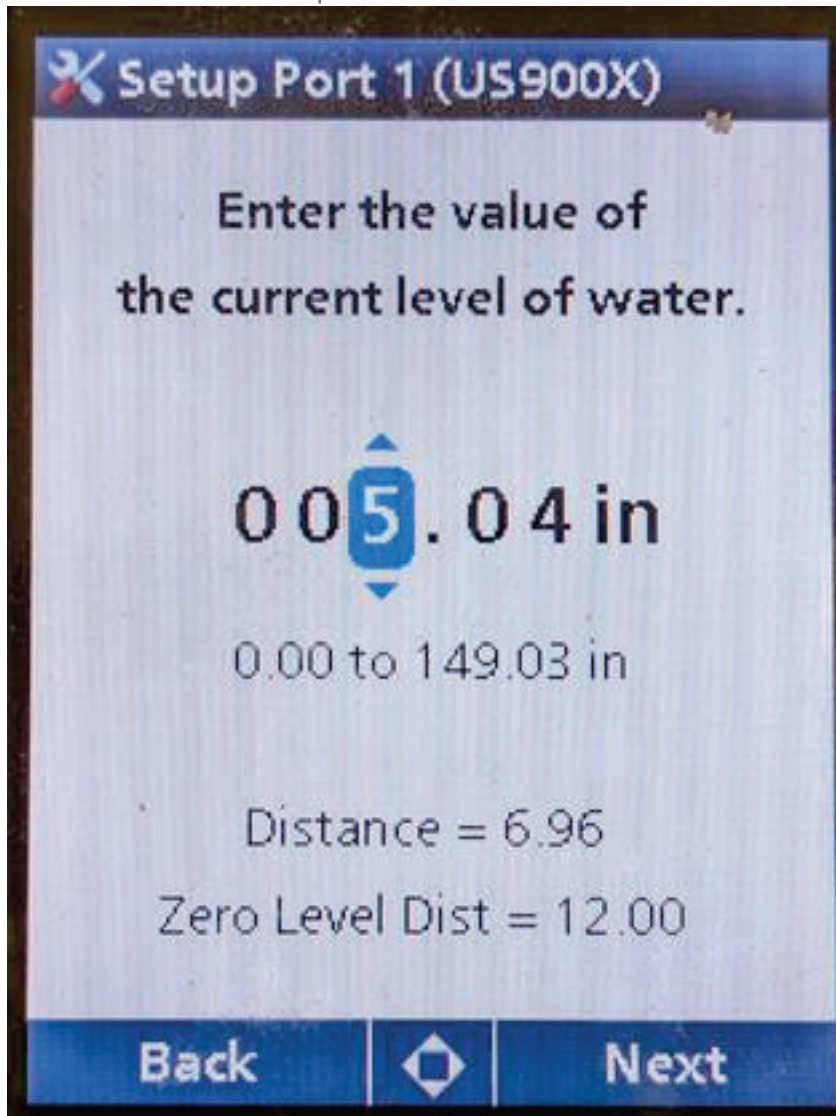 Setup Port 1 (US900X)
Enter the value of
the current level of water.
005.04 in
0.00 to 149.03 in
Distance = 6.96
Zero Level Dist = 12.00
Back Next